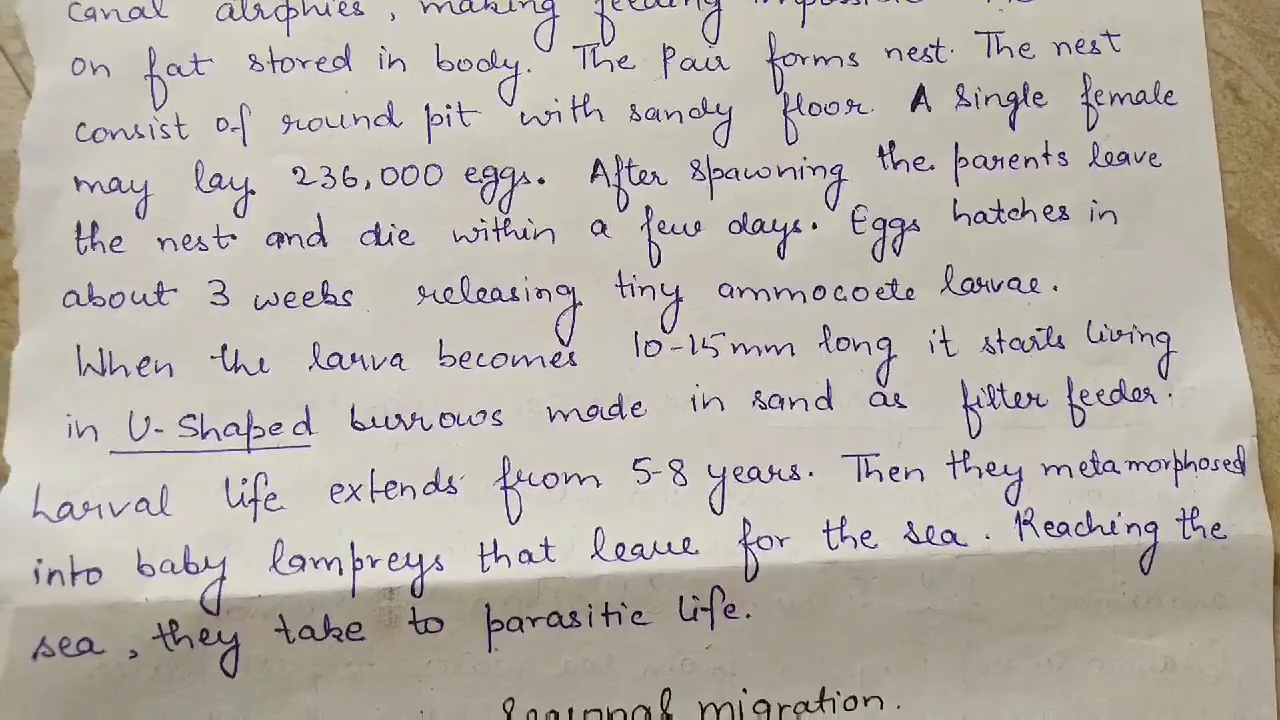 canal atrophies, making feeding
on fat stored in body. The Pair forms nest. The nest
consist of round pit with sandy floor. A single female
may lay 236,000 eggs. After spawning the parents leave
the nest and die within a few days. Eggs hatches in
about 3 weeks releasing tiny ammocoete larvae.
When the larva becomes 10-15mm long it starts living
in U-Shaped burrows made in sand as filter feeder.
Larval life extends from 5-8 years. Then they metamorphosed
into baby lampreys that leave for the sea. Reaching the
sea, they take to parasitic life.
migration.